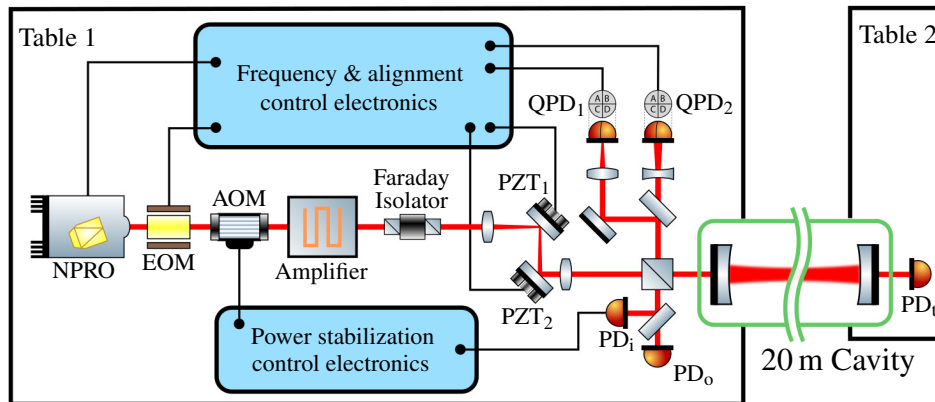 Table 1
Table 2
Frequency & alignment
control electronics
QPD₁
A B
C D
QPD₂
A B
C D
Faraday
Isolator
PZT₁
AOM
NPRO
EOM
Amplifier
PZT₂
PDₜ
Power stabilization
control electronics
PDᵢ
PDₒ
20 m Cavity